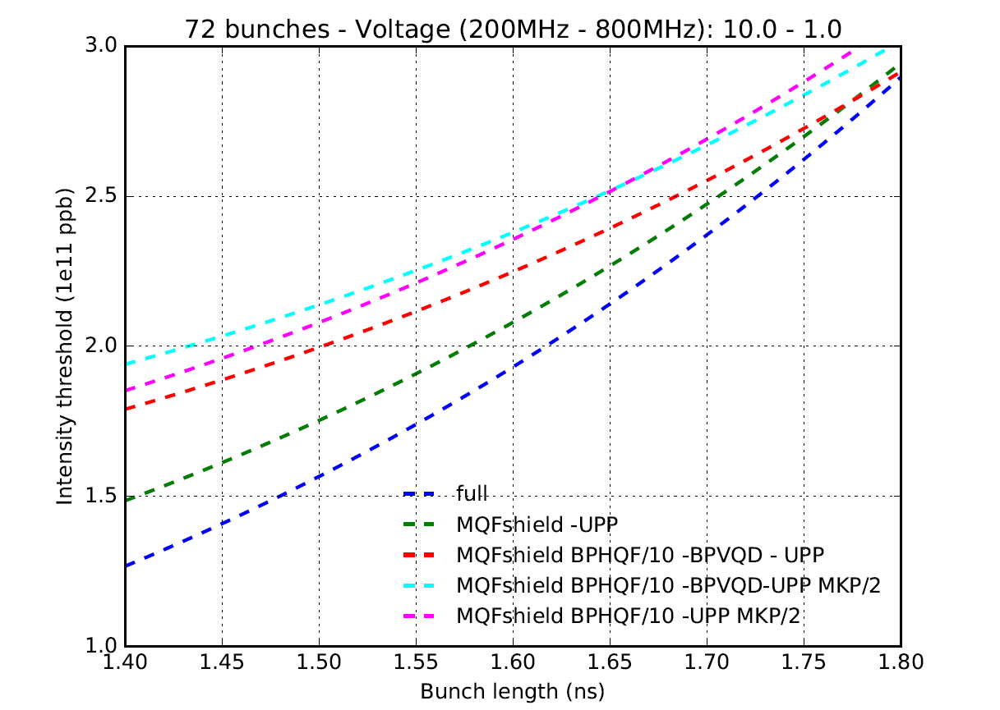 72 bunches - Voltage (200MHz - 800MHz): 10.0 - 1.0
3.0
2.5
2.0
1.5
1.0
Intensity threshold (1e11 ppb)
full
MQFshield -UPP
MQFshield BPHQF/10 -BPVQD - UPP
MQFshield BPHQF/10 -BPVQD-UPP MKP/2
MQFshield BPHQF/10 -UPP MKP/2
1.40 1.45 1.50 1.55 1.60 1.65 1.70 1.75 1.80
Bunch length (ns)